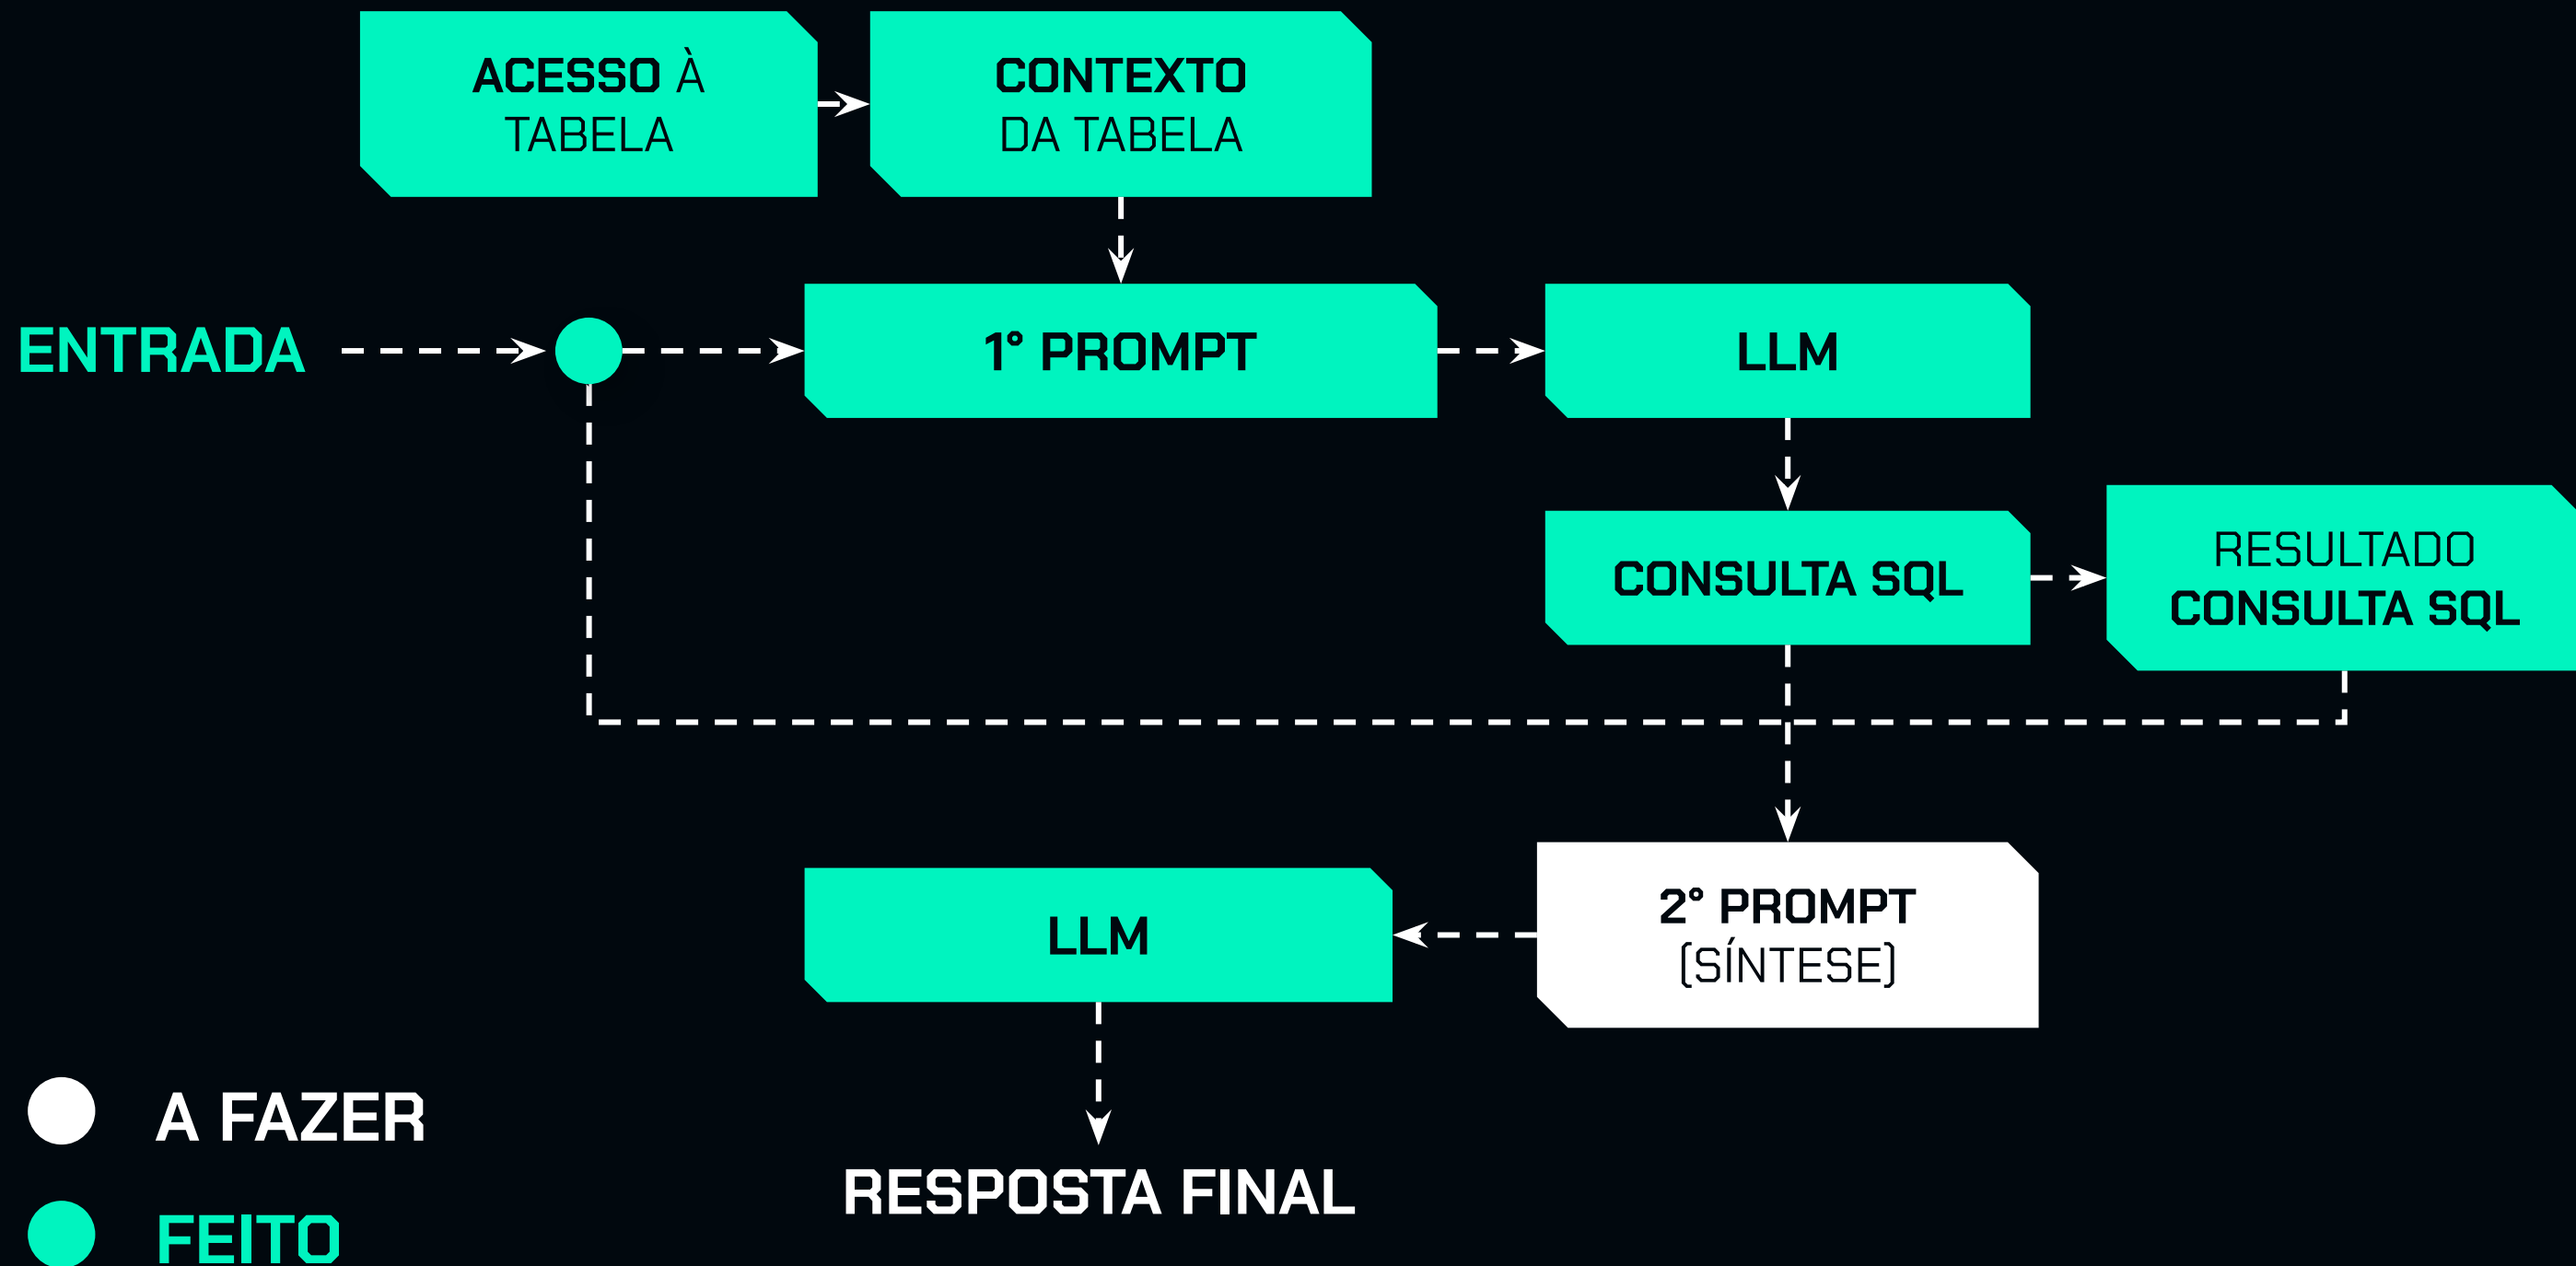 ACESSO À
TABELA
CONTEXTO
DA TABELA
ENTRADA
1° PROMPT
LLM
CONSULTA SQL
RESULTADO
CONSULTA SQL
2° PROMPT
(SÍNTESE)
LLM
RESPOSTA FINAL
A FAZER
FEITO